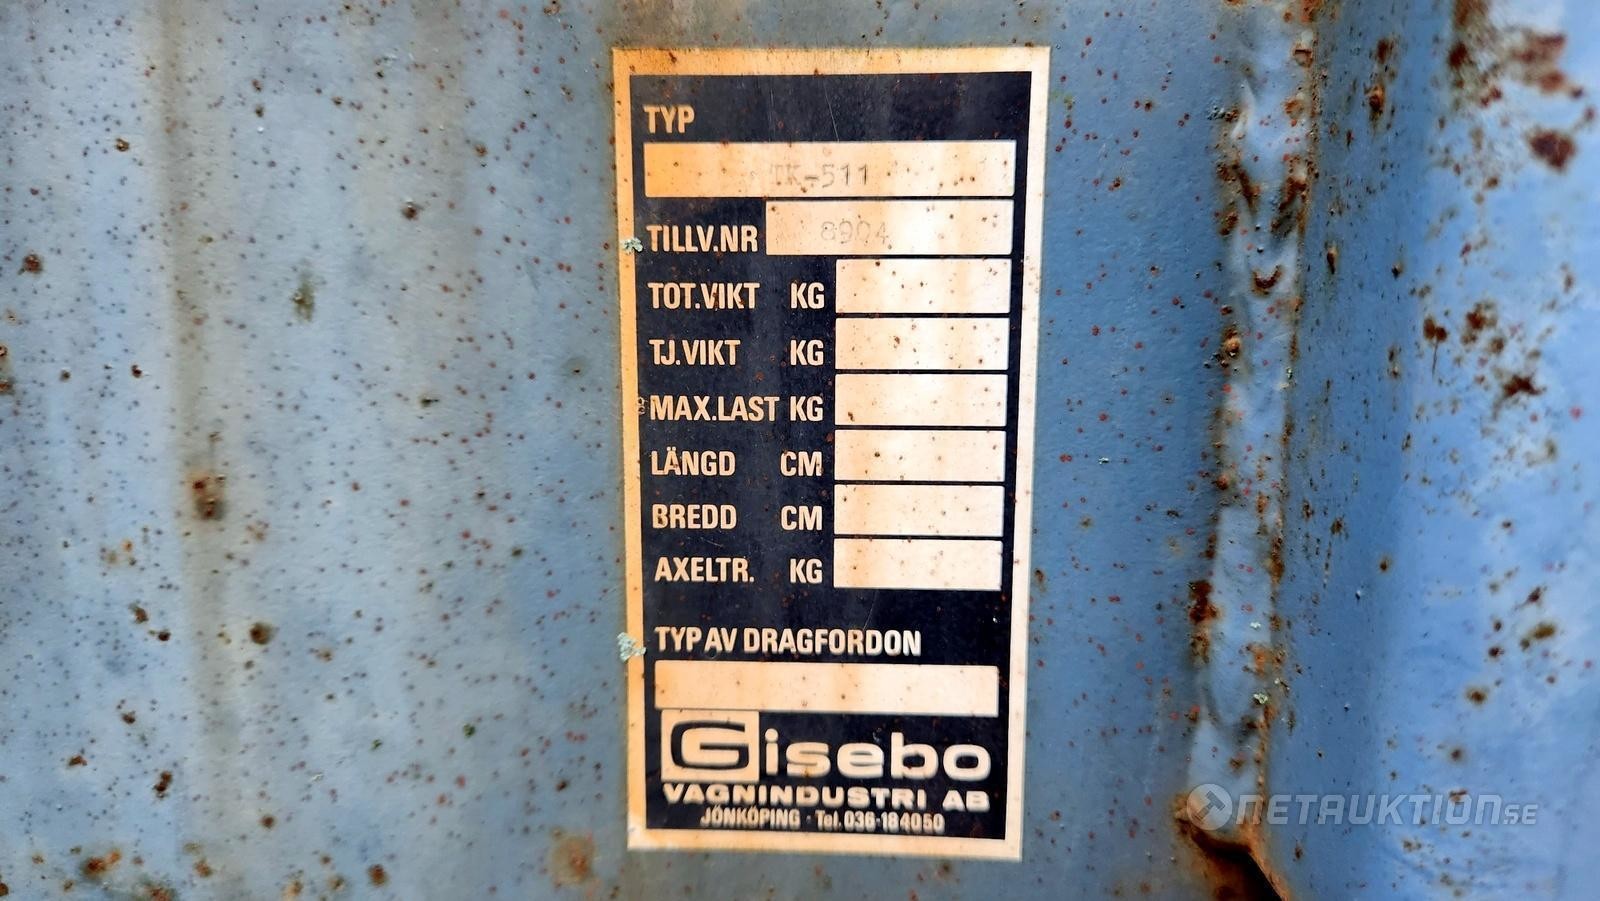 TYP
TK-511
TILLV.NR 8904
TOT.VIKT KG
TJ.VIKT KG
MAX.LAST KG
LÄNGD CM
BREDD CM
AXELTR. KG
TYP AV DRAGFORDON
Gisebo
VAGNINDUSTRI AB
JÖNKÖPING · Tel. 036-184050
NETAUKTION.SE